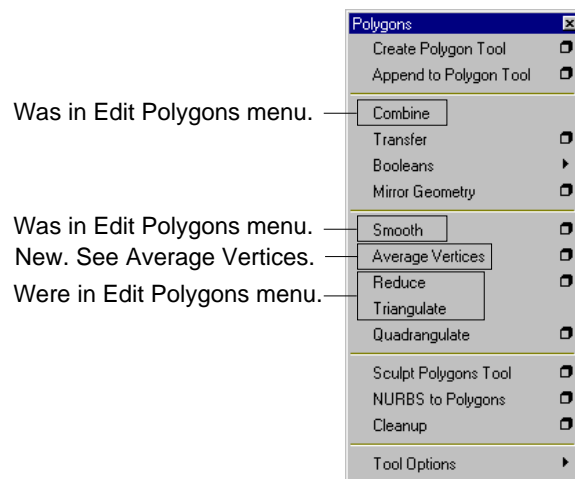 Polygons
Create Polygon Tool
Append to Polygon Tool
Was in Edit Polygons menu.
Combine
Transfer
Booleans
Mirror Geometry
Was in Edit Polygons menu.
Smooth
New. See Average Vertices.
Average Vertices
Were in Edit Polygons menu.
Reduce
Triangulate
Quadrangulate
Sculpt Polygons Tool
NURBS to Polygons
Cleanup
Tool Options